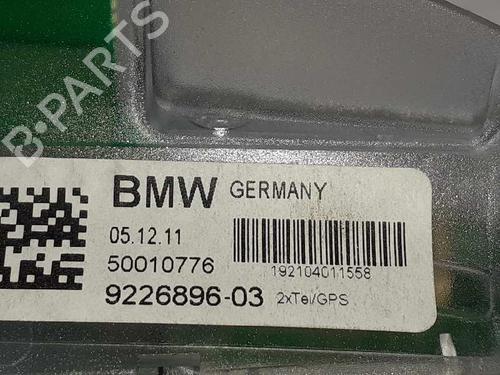 B-PARTS
BMW GERMANY
05.12.11
50010776
192104011558
9226896-03 2xTel/GPS